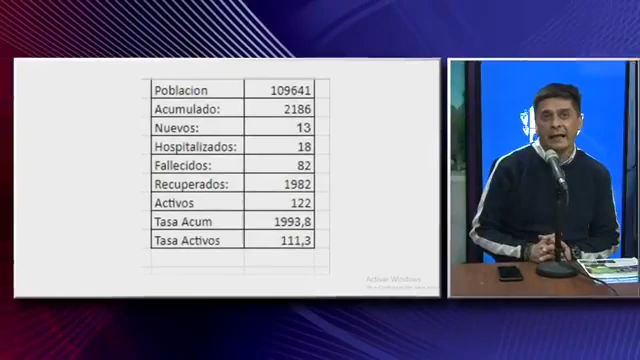 Poblacion 109641
Acumulado: 2186
Nuevos: 13
Hospitalizados: 18
Fallecidos: 82
Recuperados: 1982
Activos 122
Tasa Acum 1993,8
Tasa Activos 111,3
Activar Windows